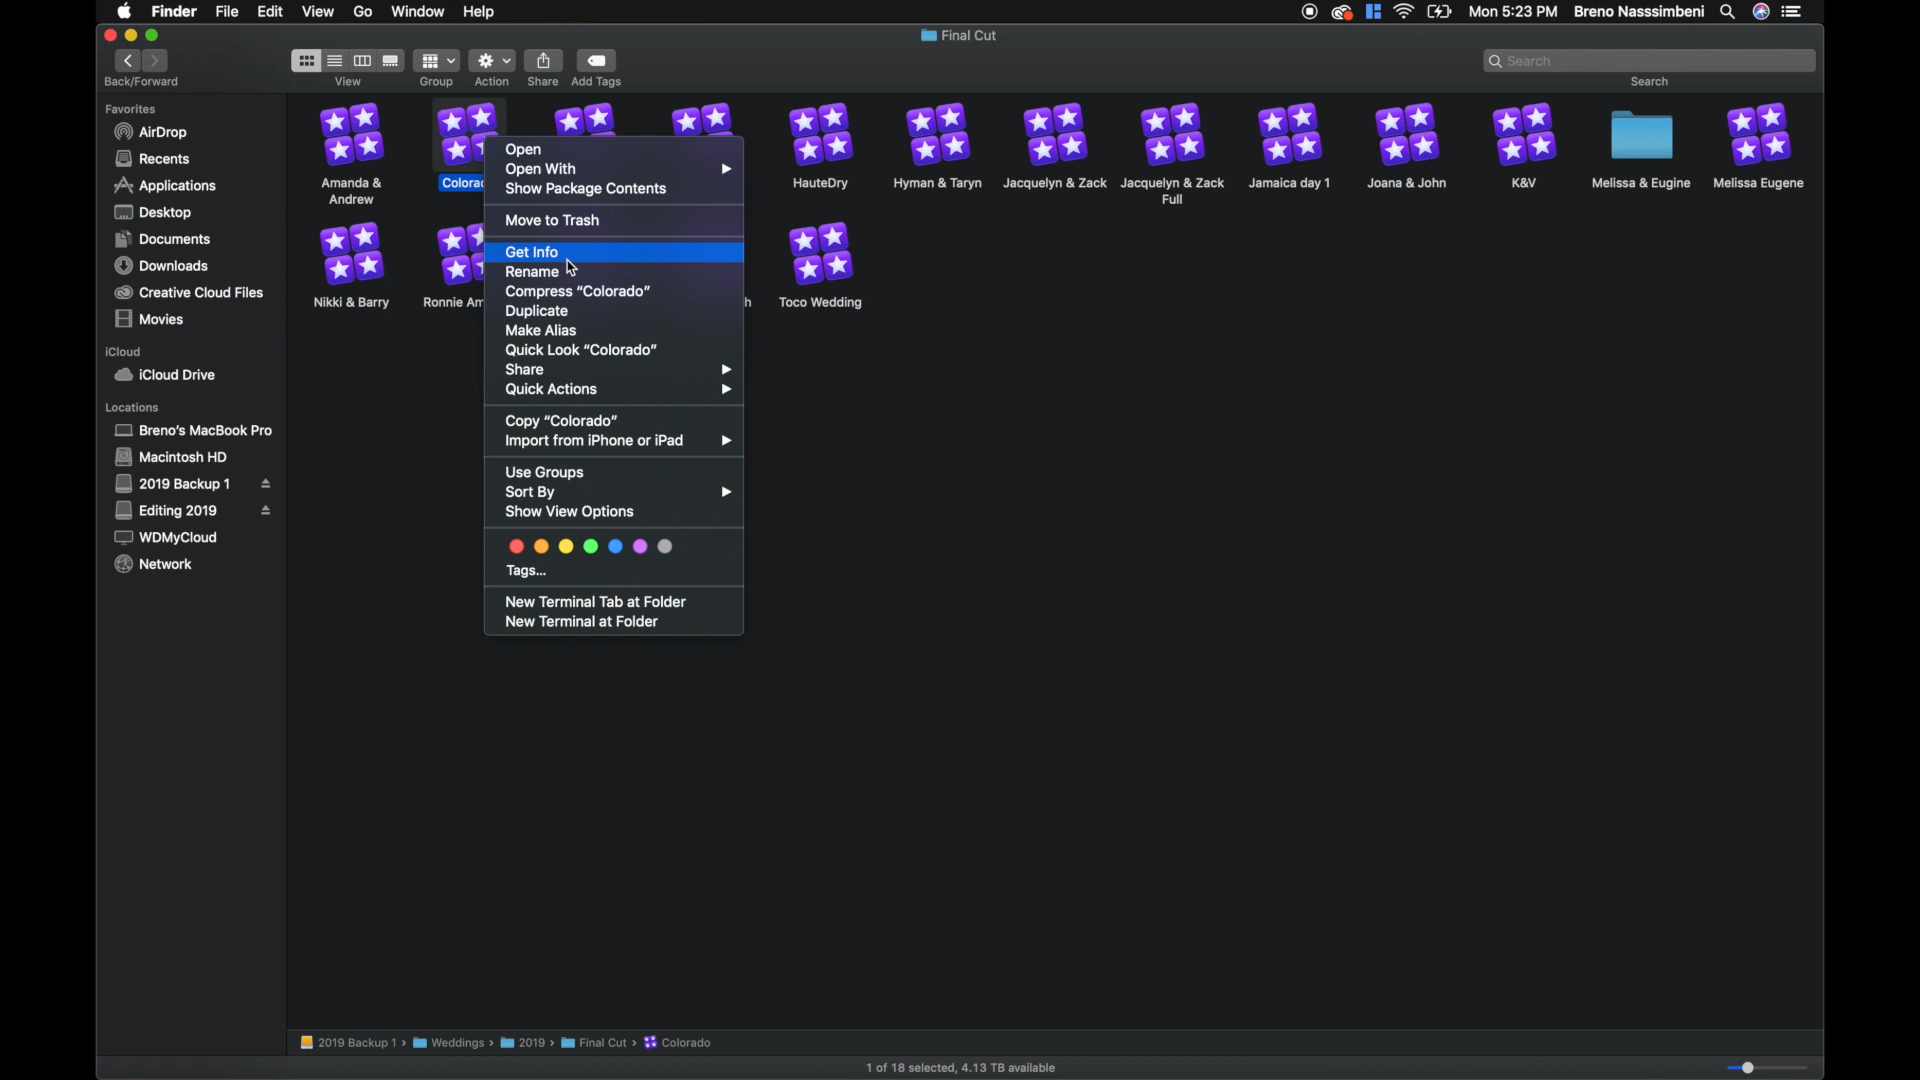 Finder File Edit View Go Window Help Mon 5:23 PM Breno Nasssimbeni
Final Cut
Search
Back/Forward View Group Action Share Add Tags Search
Favorites
AirDrop
Recents
Applications
Desktop
Documents
Downloads
Creative Cloud Files
Movies
iCloud
iCloud Drive
Locations
Breno's MacBook Pro
Macintosh HD
2019 Backup 1
Editing 2019
WDMyCloud
Network
Amanda &
Andrew
HauteDry
Hyman & Taryn
Jacquelyn & Zack
Jacquelyn & Zack
Full
Jamaica day 1
Joana & John
K&V
Melissa & Eugine
Melissa Eugene
Nikki & Barry
Ronnie
Toco Wedding
Open
Open With
Show Package Contents
Move to Trash
Get Info
Rename
Compress “Colorado”
Duplicate
Make Alias
Quick Look “Colorado”
Share
Quick Actions
Copy “Colorado”
Import from iPhone or iPad
Use Groups
Sort By
Show View Options
Tags...
New Terminal Tab at Folder
New Terminal at Folder
2019 Backup 1 › Weddings › 2019 › Final Cut › Colorado
1 of 18 selected, 4.13 TB available